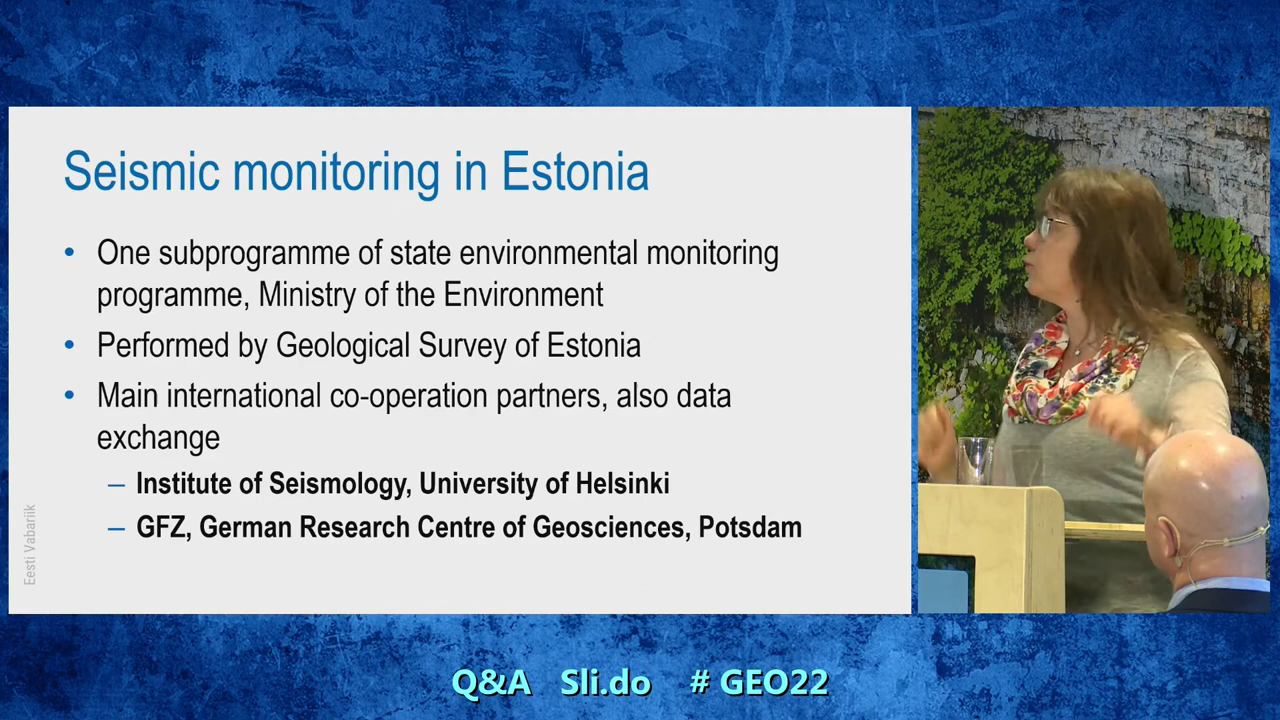 Seismic monitoring in Estonia
• One subprogramme of state environmental monitoring
programme, Ministry of the Environment
• Performed by Geological Survey of Estonia
• Main international co-operation partners, also data
exchange
– Institute of Seismology, University of Helsinki
– GFZ, German Research Centre of Geosciences, Potsdam
Eesti Vabariik
Q&A Sli.do # GEO22